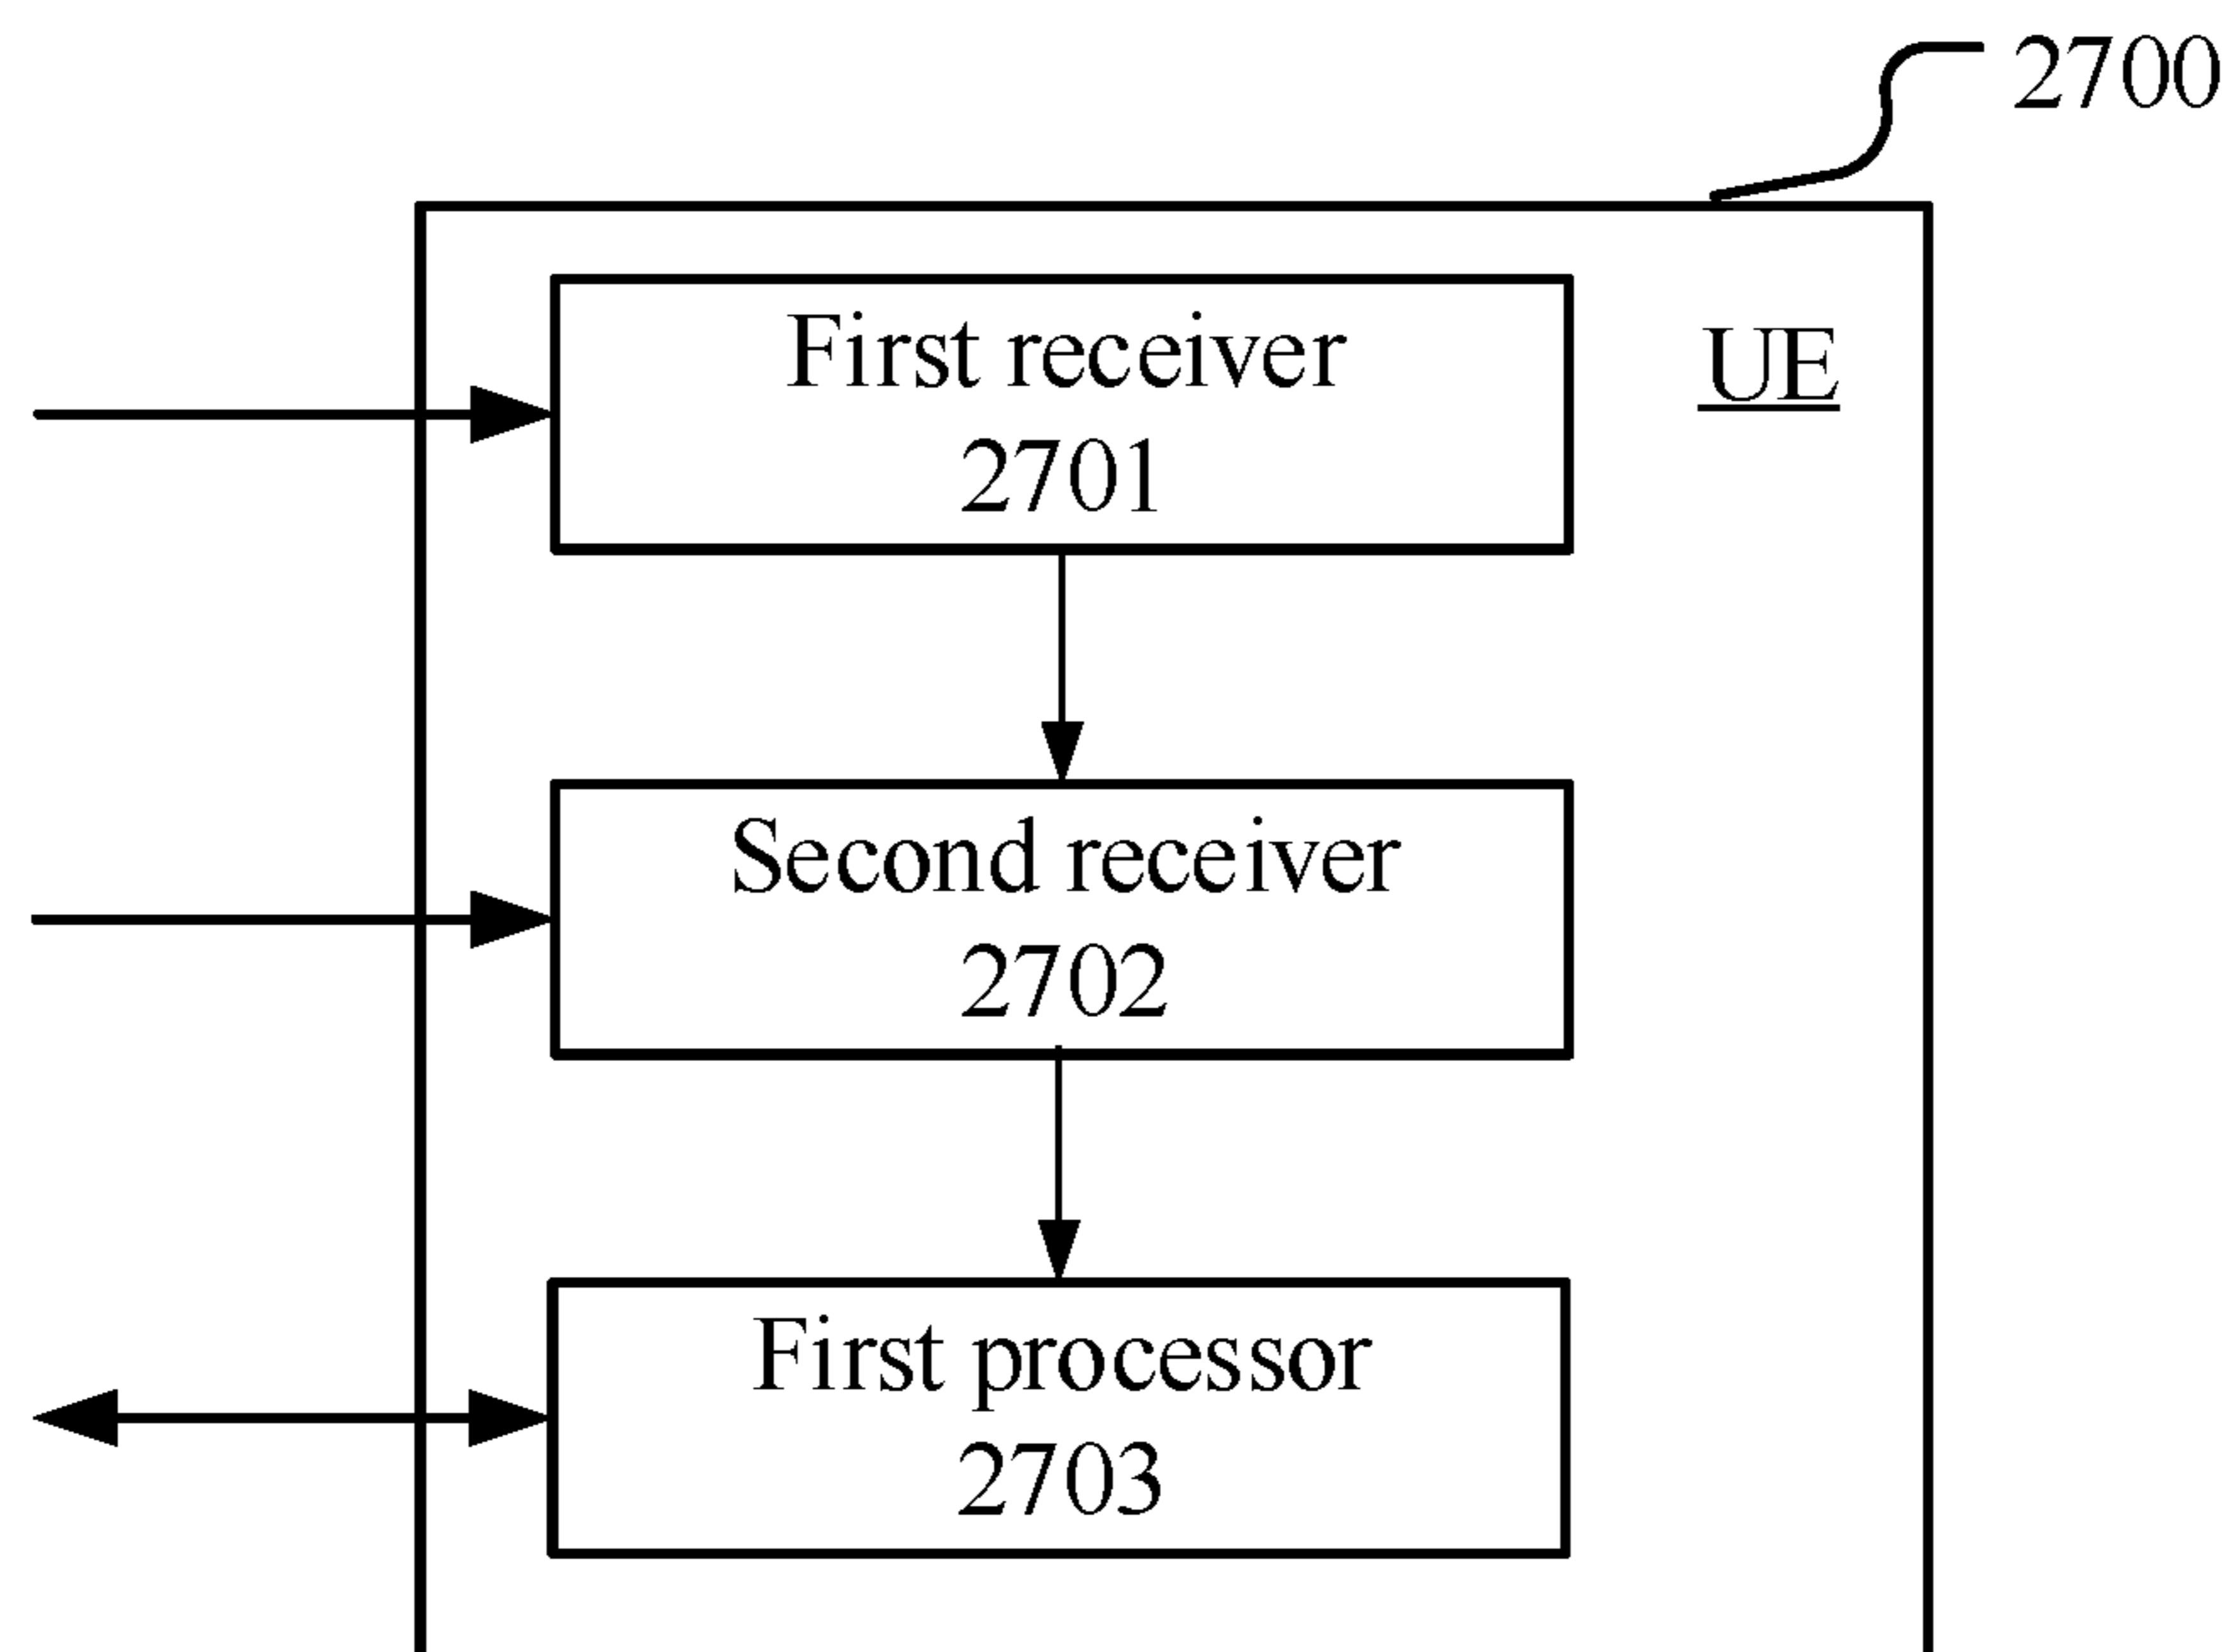 2700
First receiver
2701
UE
Second receiver
2702
First processor
2703